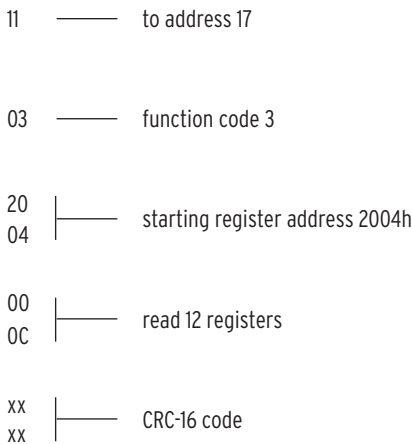 11 to address 17
03 function code 3
20
04
starting register address 2004h
00
0C
read 12 registers
xx
xx
CRC-16 code